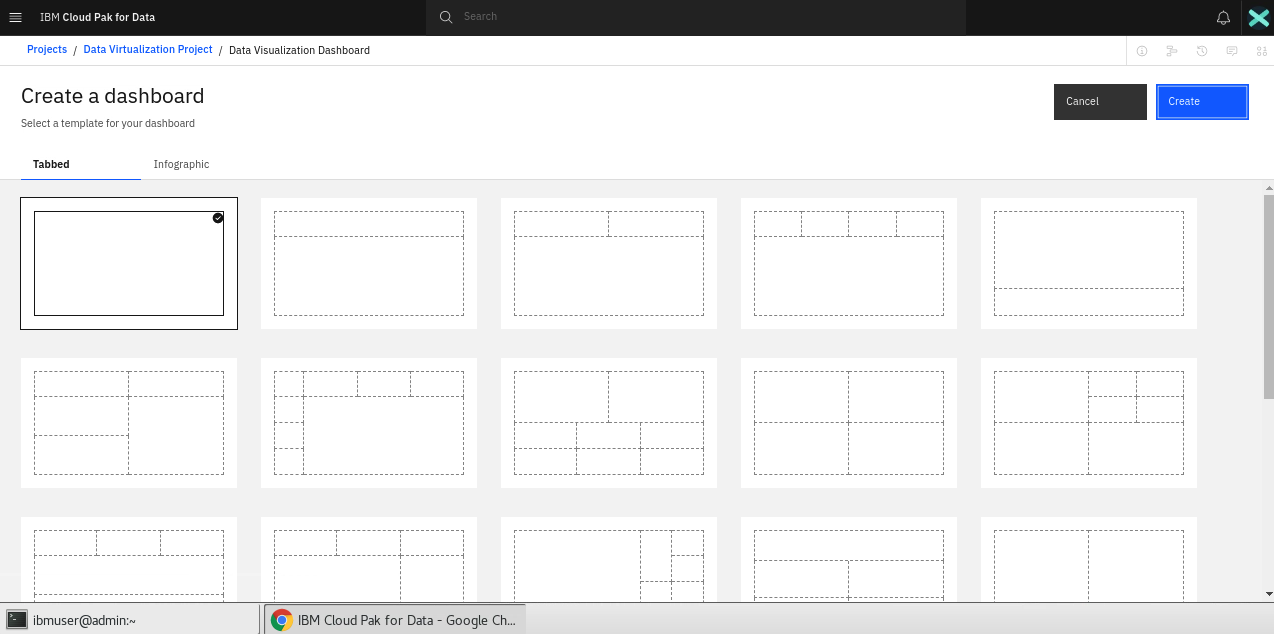 IBM Cloud Pak for Data
Search
Projects / Data Virtualization Project / Data Visualization Dashboard
Create a dashboard
Select a template for your dashboard
Cancel
Create
Tabbed
Infographic
ibmuser@admin:~
IBM Cloud Pak for Data - Google Ch...